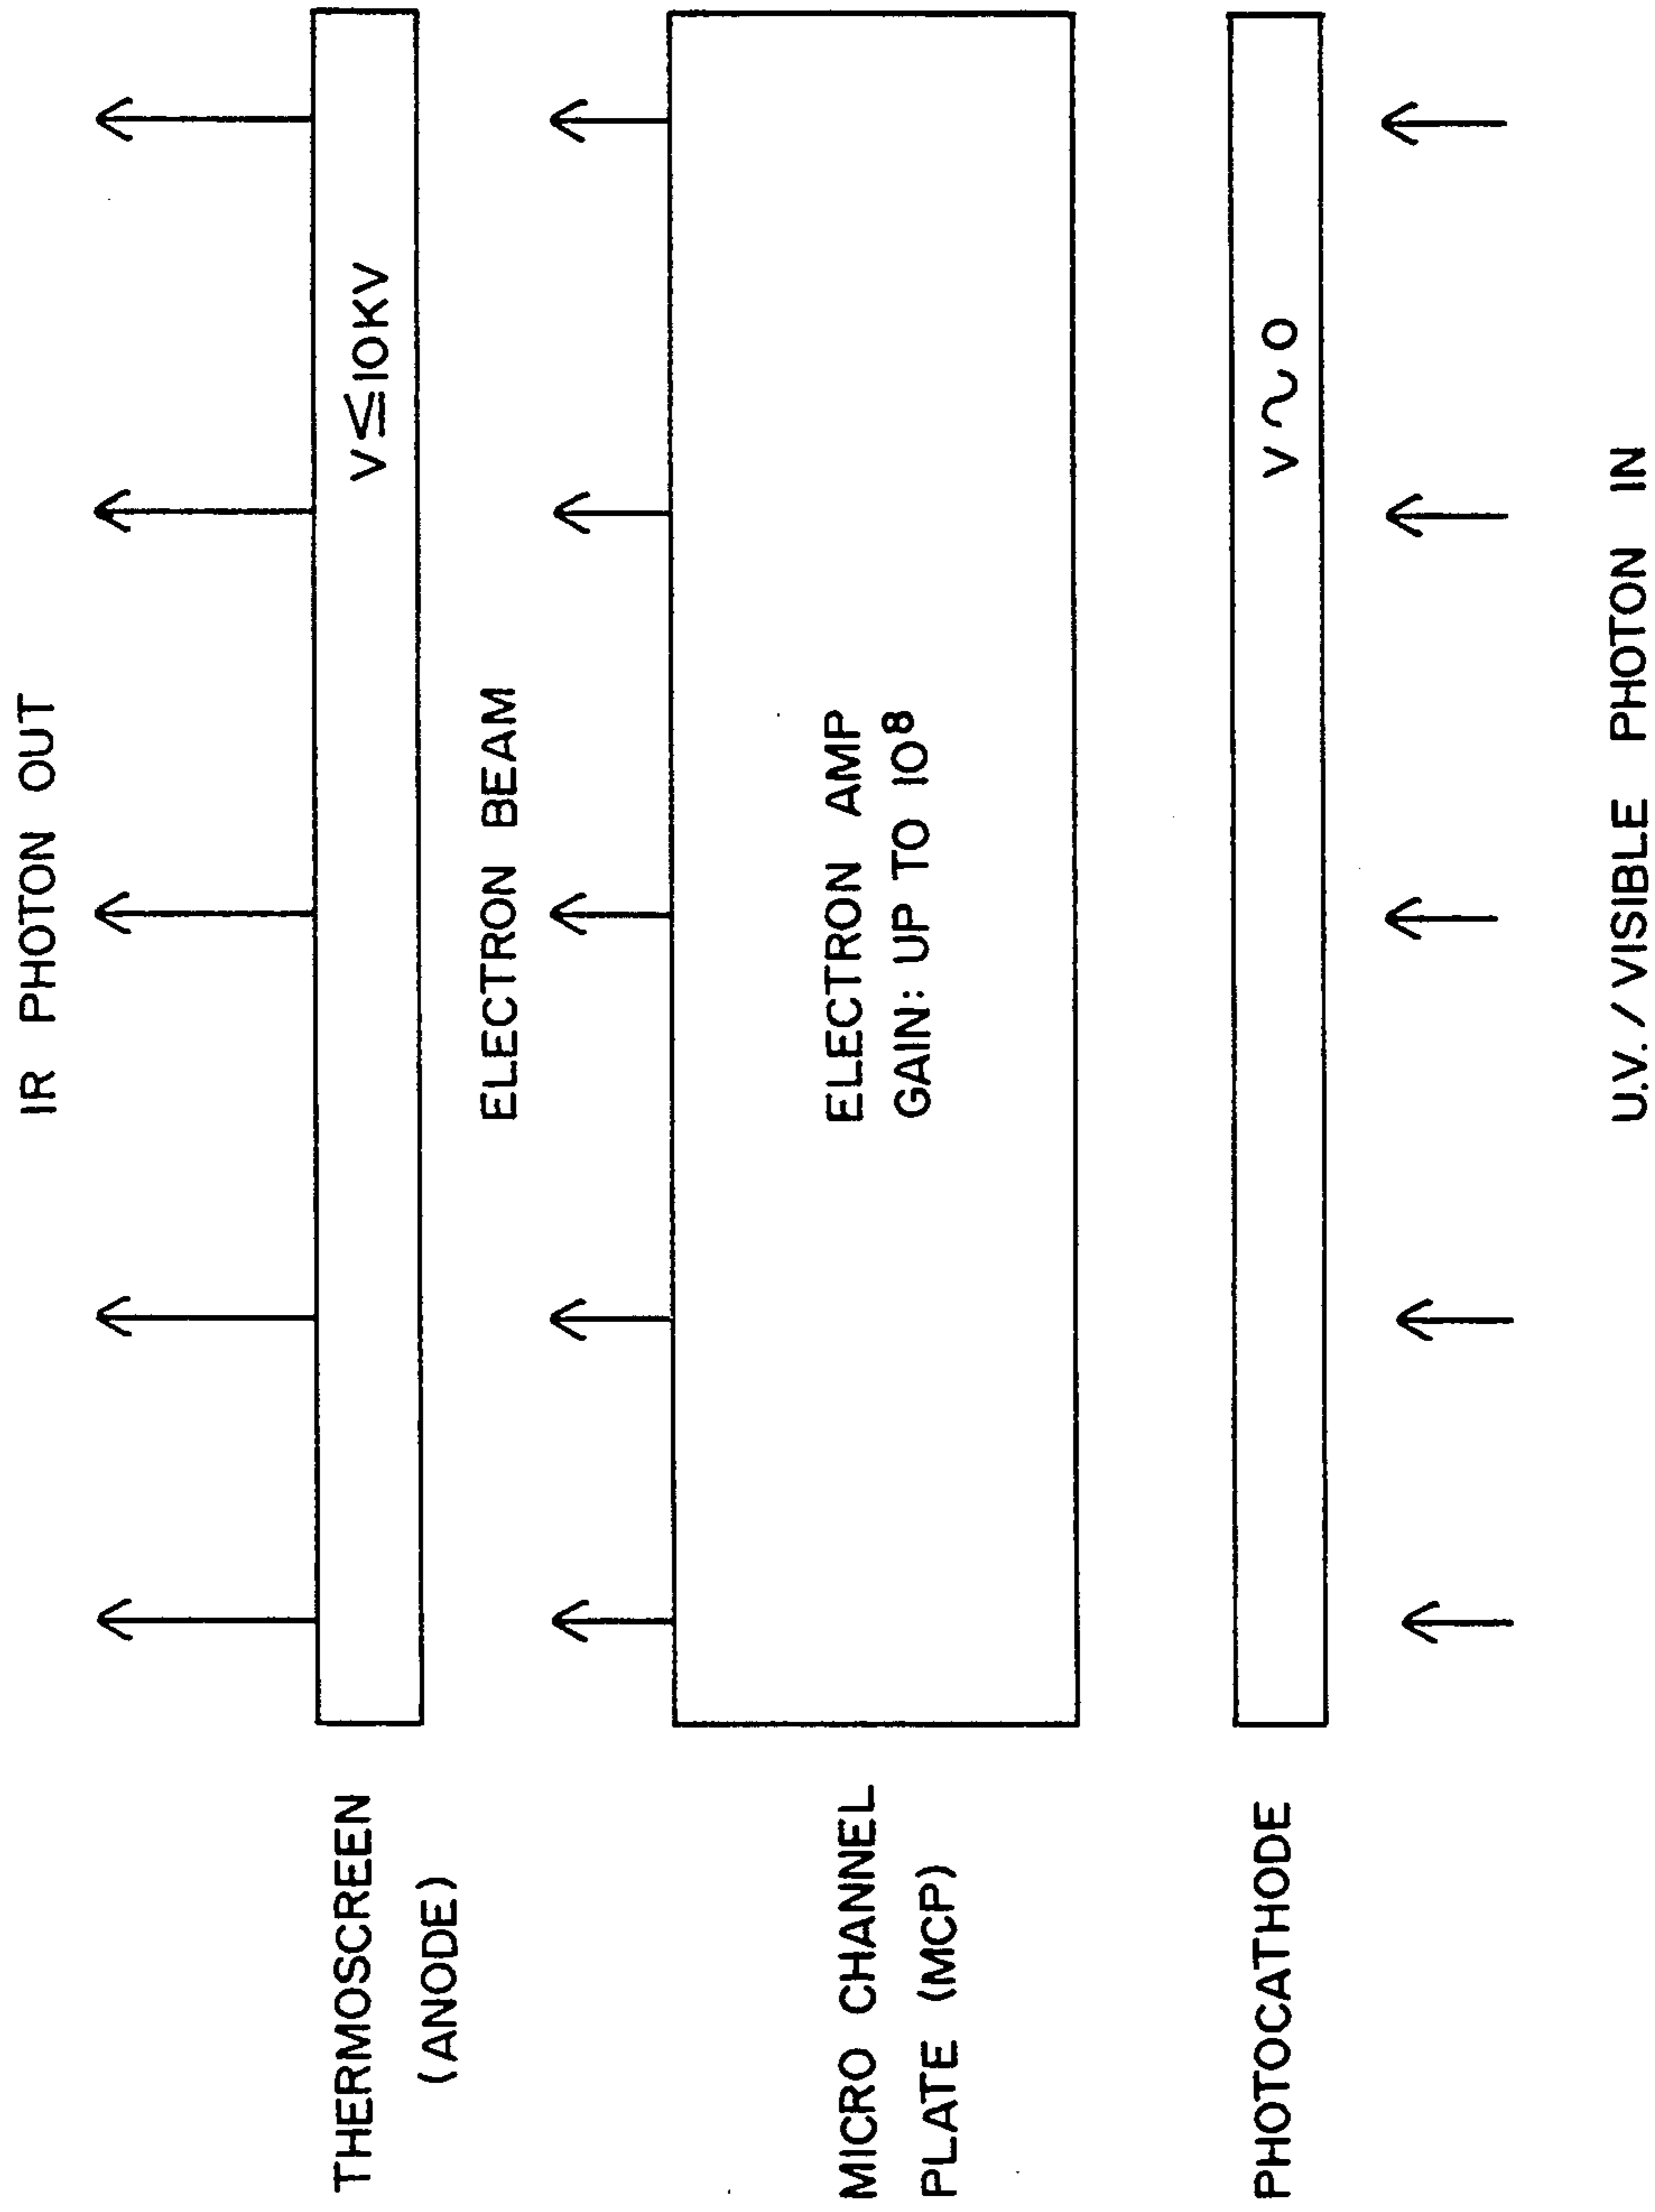 IR PHOTON OUT
THERMOSCREEN
(ANODE)
V≤10KV
ELECTRON BEAM
MICRO CHANNEL
PLATE (MCP)
ELECTRON AMP
GAIN: UP TO 10⁸
PHOTOCATHODE
V ∼ O
U.V. / VISIBLE PHOTON IN